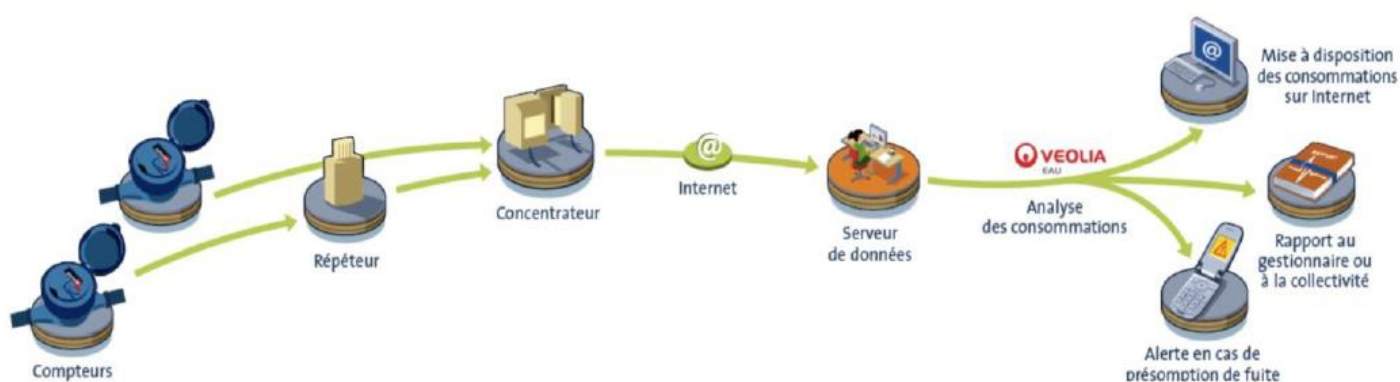 Compteurs
Répéteur
Concentrateur
@
Internet
Serveur
de données
VEOLIA
EAU
Analyse
des consommations
@
Mise à disposition
des consommations
sur Internet
Rapport au
gestionnaire ou
à la collectivité
Alerte en cas de
présomption de fuite